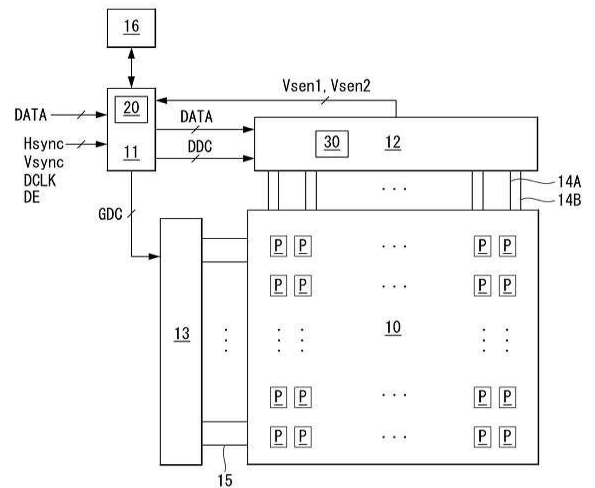 16
Vsen1, Vsen2
DATA
20
DATA
30
12
Hsync
11
DDC
Vsync
DCLK
DE
14A
14B
GDC
P P P P
P P P P
13
10
P P P P
P P P P
15